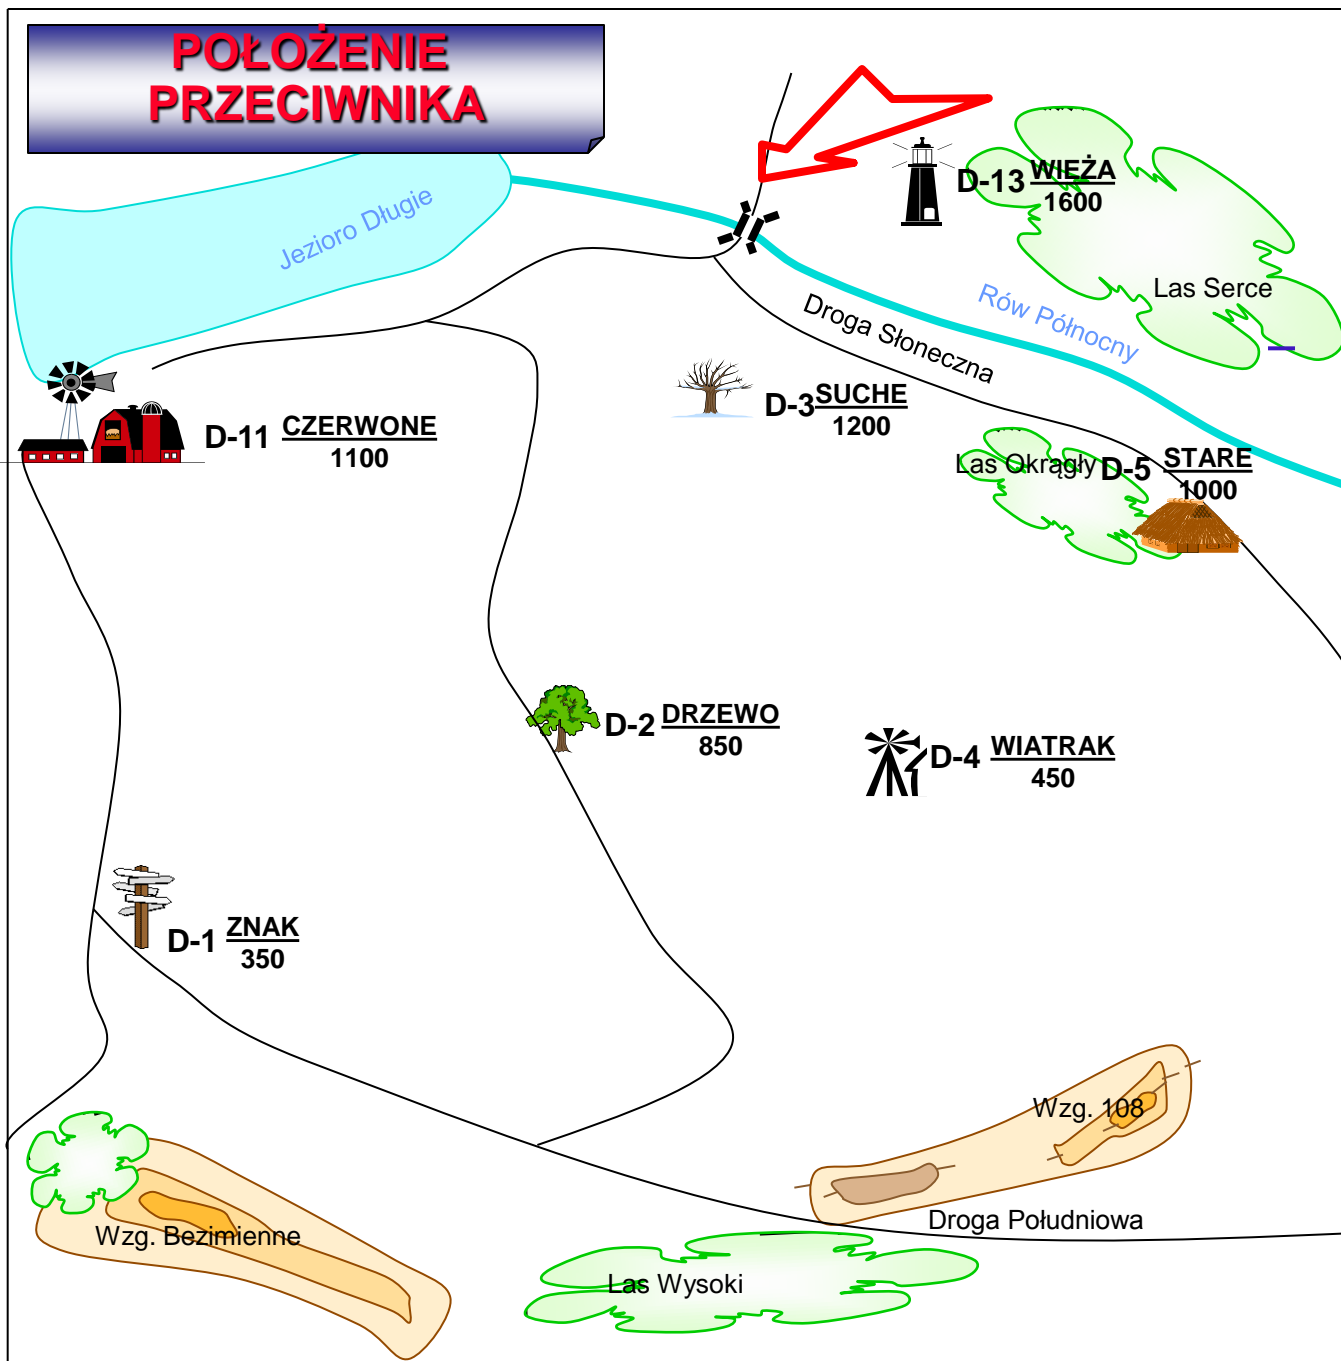 POŁOŻENIE
PRZECIWNIKA
Jezioro Długie
D-13 WIEŻA
1600
Las Serce
Rów Północny
Droga Słoneczna
D-3 SUCHE
1200
D-11 CZERWONE
1100
Las Okrągły
D-5 STARE
1000
D-2 DRZEWO
850
D-4 WIATRAK
450
D-1 ZNAK
350
Wzg. 108
Droga Południowa
Wzg. Bezimienne
Las Wysoki